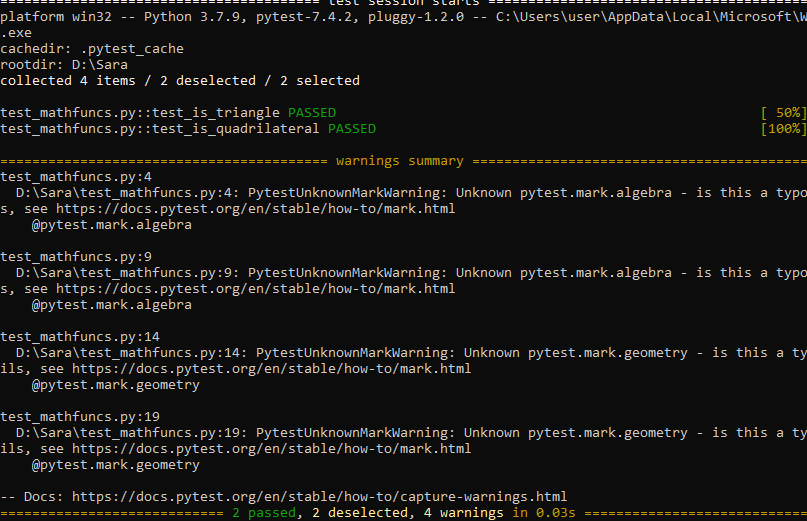 ======================================== test session starts ========================================
platform win32 -- Python 3.7.9, pytest-7.4.2, pluggy-1.2.0 -- C:\Users\user\AppData\Local\Microsoft\W
.exe
cachedir: .pytest_cache
rootdir: D:\Sara
collected 4 items / 2 deselected / 2 selected
test_mathfuncs.py::test_is_triangle PASSED [ 50%]
test_mathfuncs.py::test_is_quadrilateral PASSED [100%]
========================================= warnings summary ==========================================
test_mathfuncs.py:4
D:\Sara\test_mathfuncs.py:4: PytestUnknownMarkWarning: Unknown pytest.mark.algebra - is this a typo
s, see https://docs.pytest.org/en/stable/how-to/mark.html
@pytest.mark.algebra
test_mathfuncs.py:9
D:\Sara\test_mathfuncs.py:9: PytestUnknownMarkWarning: Unknown pytest.mark.algebra - is this a typo
s, see https://docs.pytest.org/en/stable/how-to/mark.html
@pytest.mark.algebra
test_mathfuncs.py:14
D:\Sara\test_mathfuncs.py:14: PytestUnknownMarkWarning: Unknown pytest.mark.geometry - is this a ty
ils, see https://docs.pytest.org/en/stable/how-to/mark.html
@pytest.mark.geometry
test_mathfuncs.py:19
D:\Sara\test_mathfuncs.py:19: PytestUnknownMarkWarning: Unknown pytest.mark.geometry - is this a ty
ils, see https://docs.pytest.org/en/stable/how-to/mark.html
@pytest.mark.geometry
-- Docs: https://docs.pytest.org/en/stable/how-to/capture-warnings.html
============================ 2 passed, 2 deselected, 4 warnings in 0.03s ============================